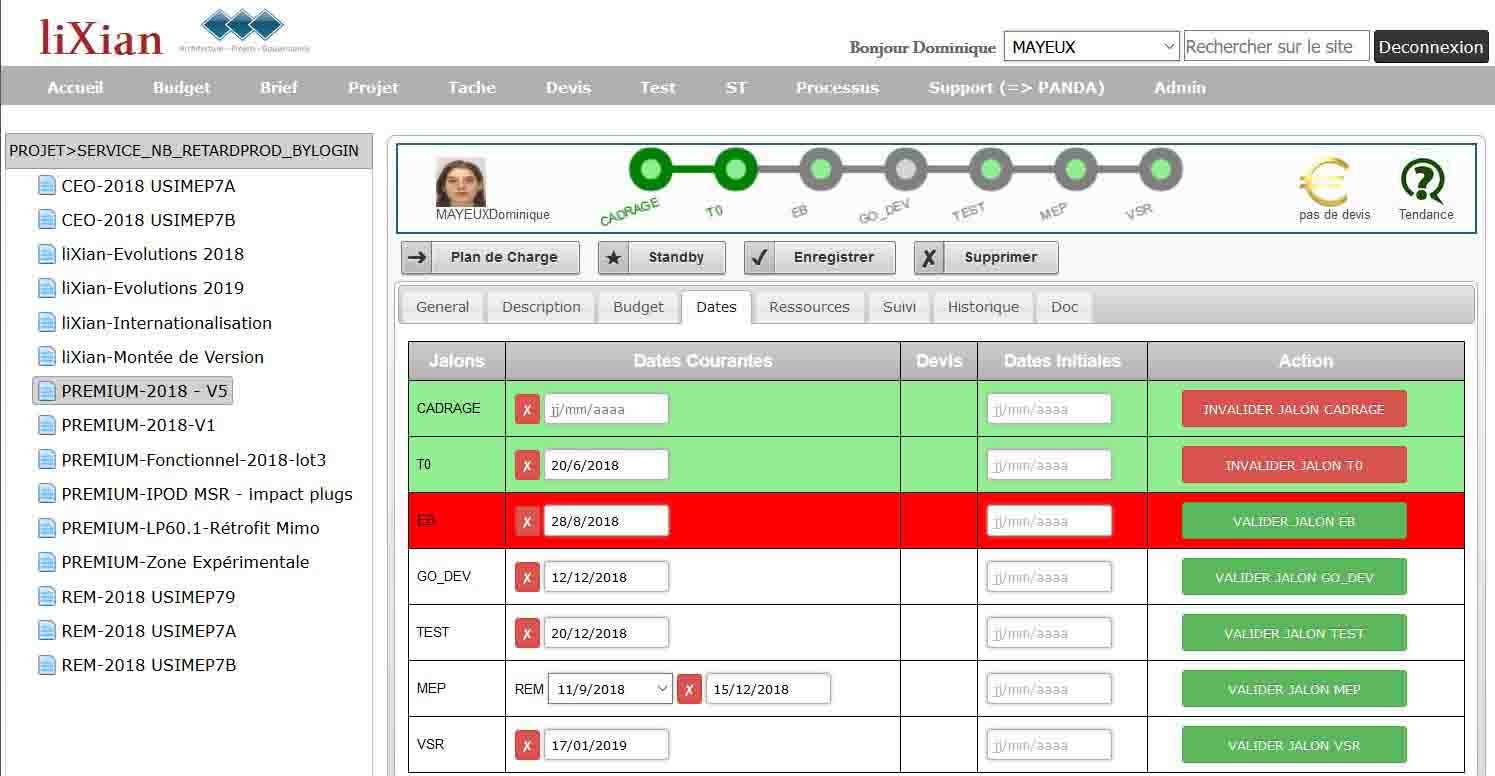 liXian
Architecture - Projets - Gouvernance
Bonjour Dominique MAYEUX Rechercher sur le site Deconnexion
Accueil Budget Brief Projet Tache Devis Test ST Processus Support (=> PANDA) Admin
PROJET>SERVICE_NB_RETARDPROD_BYLOGIN
CEO-2018 USIMEP7A
CEO-2018 USIMEP7B
liXian-Evolutions 2018
liXian-Evolutions 2019
liXian-Internationalisation
liXian-Montée de Version
PREMIUM-2018 - V5
PREMIUM-2018-V1
PREMIUM-Fonctionnel-2018-lot3
PREMIUM-IPOD MSR - impact plugs
PREMIUM-LP60.1-Rétrofit Mimo
PREMIUM-Zone Expérimentale
REM-2018 USIMEP79
REM-2018 USIMEP7A
REM-2018 USIMEP7B
MAYEUXDominique
CADRAGE T0 EB GO_DEV TEST MEP VSR
pas de devis
Tendance
Plan de Charge Standby Enregistrer Supprimer
General Description Budget Dates Ressources Suivi Historique Doc
Jalons Dates Courantes Devis Dates Initiales Action
CADRAGE x jj/mm/aaaa jj/mm/aaaa INVALIDER JALON CADRAGE
T0 x 20/6/2018 jj/mm/aaaa INVALIDER JALON T0
EB x 28/8/2018 jj/mm/aaaa VALIDER JALON EB
GO_DEV x 12/12/2018 jj/mm/aaaa VALIDER JALON GO_DEV
TEST x 20/12/2018 jj/mm/aaaa VALIDER JALON TEST
MEP REM 11/9/2018 x 15/12/2018 jj/mm/aaaa VALIDER JALON MEP
VSR x 17/01/2019 jj/mm/aaaa VALIDER JALON VSR